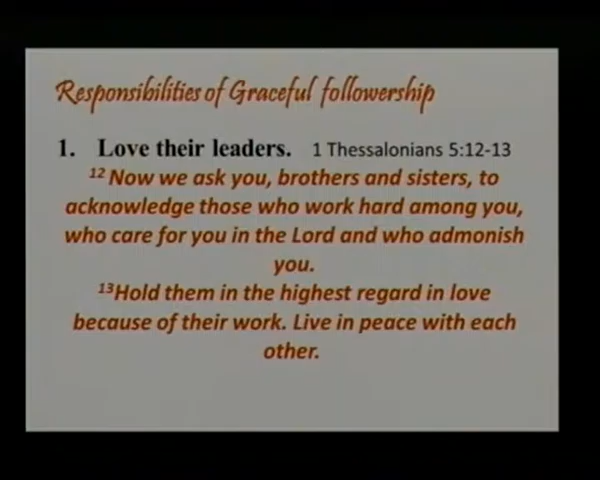 Responsibilities of Graceful followership
1. Love their leaders. 1 Thessalonians 5:12-13
12 Now we ask you, brothers and sisters, to
acknowledge those who work hard among you,
who care for you in the Lord and who admonish
you.
13Hold them in the highest regard in love
because of their work. Live in peace with each
other.